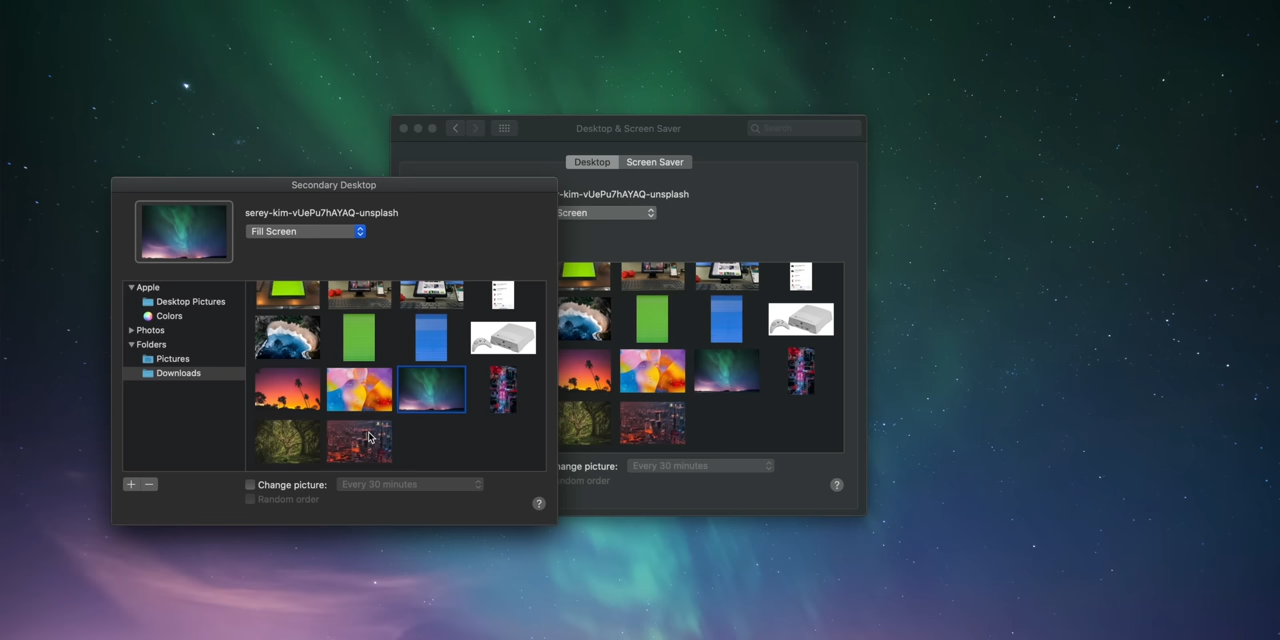 Desktop & Screen Saver
Search
Desktop
Screen Saver
-kim-vUePu7hAYAQ-unsplash
Screen
Every 30 minutes
?
Secondary Desktop
serey-kim-vUePu7hAYAQ-unsplash
Fill Screen
Apple
Desktop Pictures
Colors
Photos
Folders
Pictures
Downloads
+ −
Change picture:
Every 30 minutes
Random order
?
ange picture:
ndom order